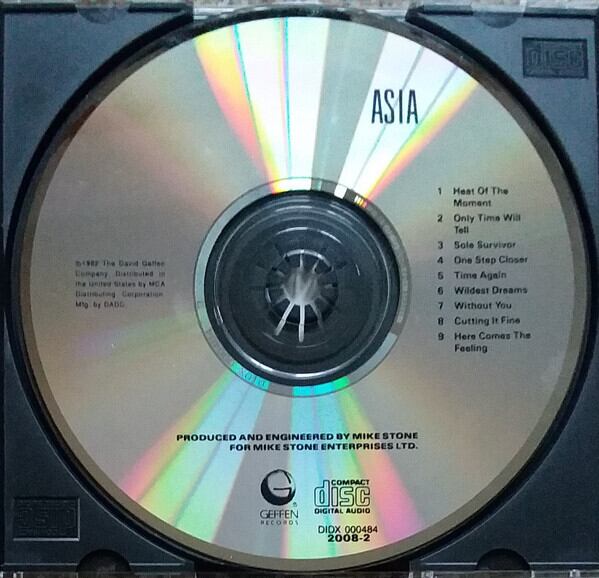 ASIA
1 Heat Of The
Moment
2 Only Time Will
Tell
3 Sole Survivor
4 One Step Closer
5 Time Again
6 Wildest Dreams
7 Without You
8 Cutting It Fine
9 Here Comes The
Feeling
℗1982 The David Geffen
Company. Distributed in
the United States by MCA
Distributing Corporation.
Mfg. by DADC.
PRODUCED AND ENGINEERED BY MIKE STONE
FOR MIKE STONE ENTERPRISES LTD.
GEFFEN
RECORDS
COMPACT
disc
DIGITAL AUDIO
DIDX 000484
2008-2
disc